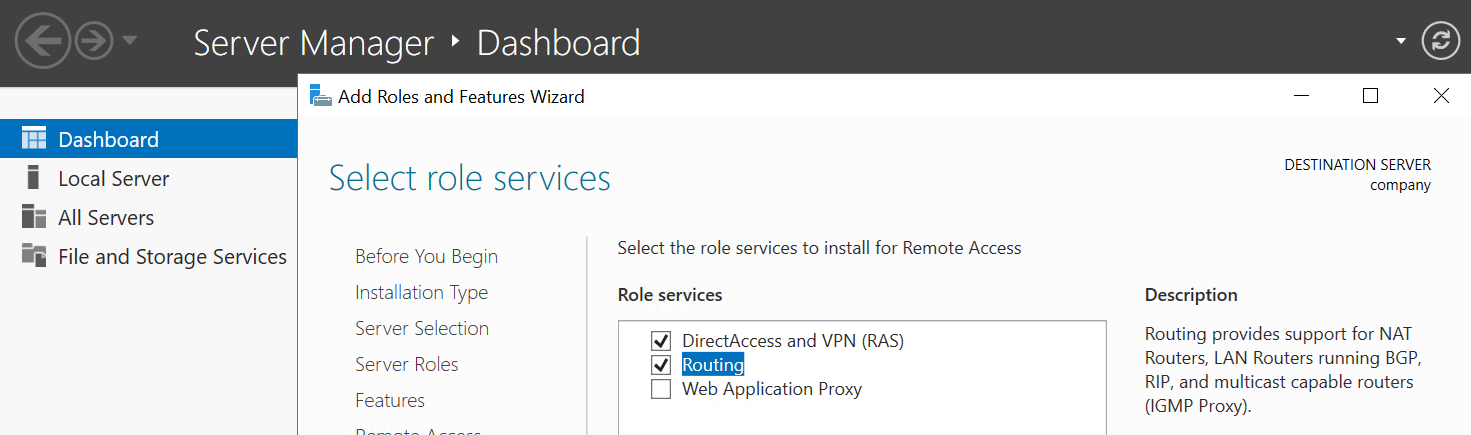 Server Manager ‣ Dashboard
Add Roles and Features Wizard
Dashboard
Local Server
All Servers
File and Storage Services
Select role services
DESTINATION SERVER
company
Before You Begin
Installation Type
Server Selection
Server Roles
Features
Remote Access
Select the role services to install for Remote Access
Role services
DirectAccess and VPN (RAS)
Routing
Web Application Proxy
Description
Routing provides support for NAT
Routers, LAN Routers running BGP,
RIP, and multicast capable routers
(IGMP Proxy).